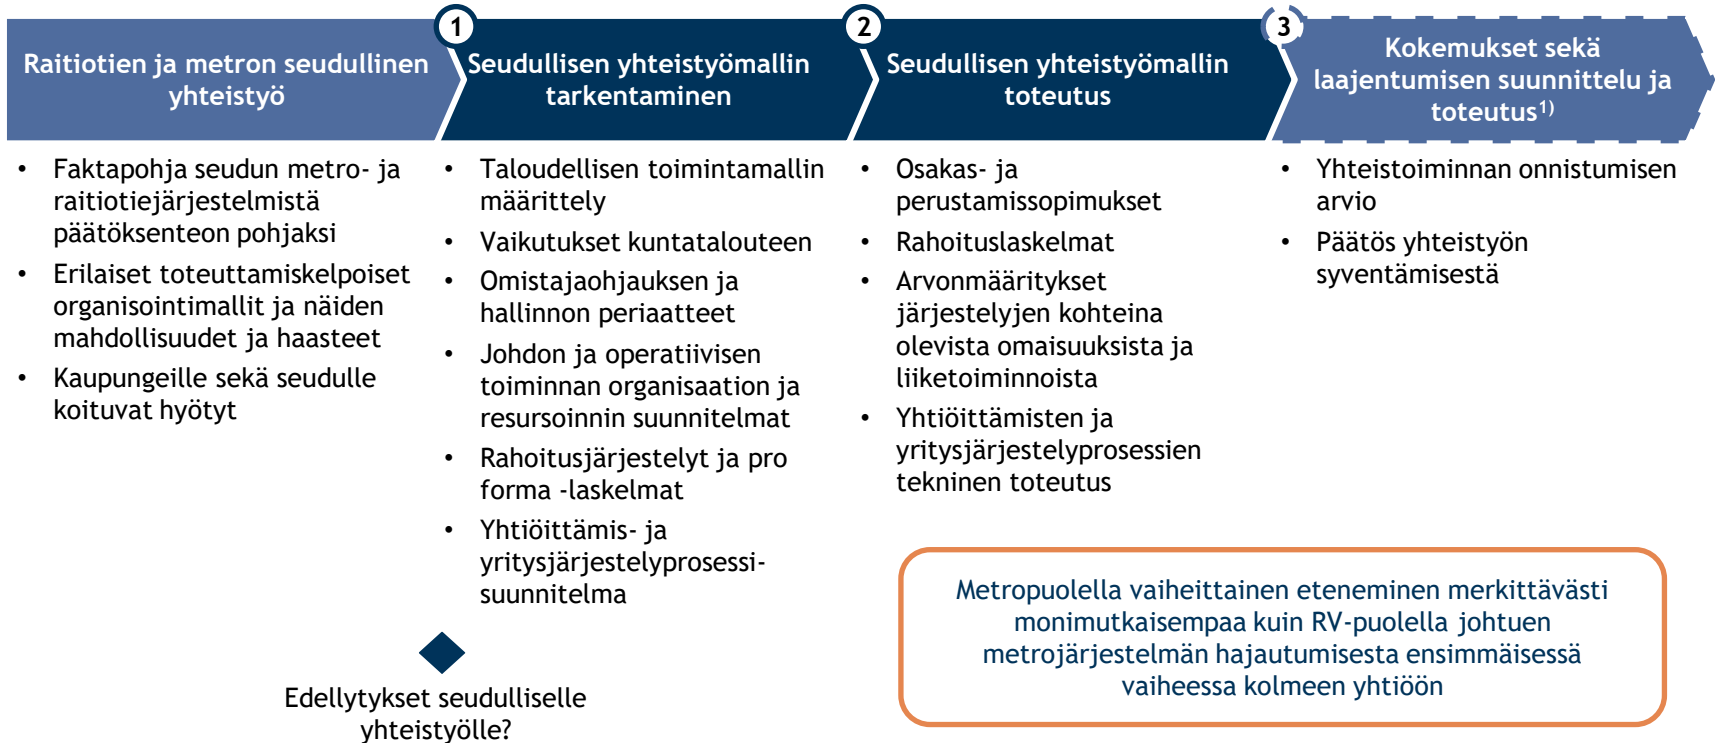 Raitiotien ja metron seudullinen
yhteistyö
•	Faktapohja seudun metro- ja
raitiotiejärjestelmistä
päätöksenteon pohjaksi
•	Erilaiset toteuttamiskelpoiset
organisointimallit ja näiden
mahdollisuudet ja haasteet
•	Kaupungeille sekä seudulle
koituvat hyötyt
1
Seudullisen yhteistyömallin
tarkentaminen
•	Taloudellisen toimintamallin
määrittely
•	Vaikutukset kuntatalouteen
•	Omistajaohjauksen ja
hallinnon periaatteet
•	Johdon ja operatiivisen
toiminnan organisaation ja
resursoinnin suunnitelmat
•	Rahoitusjärjestelyt ja pro
forma -laskelmat
•	Yhtiöittämis- ja
yritysjärjestelyprosessi-
suunnitelma
2
Seudullisen yhteistyömallin
toteutus
•	Osakas- ja
perustamissopimukset
•	Rahoituslaskelmat
•	Arvonmääritykset
järjestelyjen kohteina
olevista omaisuuksista ja
liiketoiminnoista
•	Yhtiöittämisten ja
yritysjärjestelyprosessien
tekninen toteutus
3
Kokemukset sekä
laajentumisen suunnittelu ja
toteutus1)
•	Yhteistoiminnan onnistumisen
arvio
•	Päätös yhteistyön
syventämisestä
Edellytykset seudulliselle
yhteistyölle?
Metropuolella vaiheittainen eteneminen merkittävästi
monimutkaisempaa kuin RV-puolella johtuen
metrojärjestelmän hajautumisesta ensimmäisessä
vaiheessa kolmeen yhtiöön